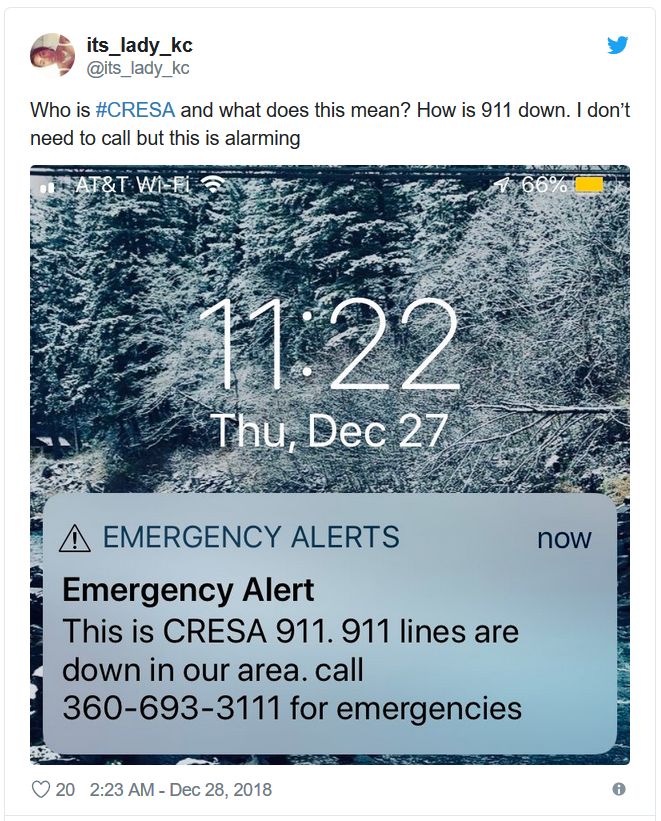 its_lady_kc
@its_lady_kc
Who is #CRESA and what does this mean? How is 911 down. I don’t
need to call but this is alarming
AT&T Wi-Fi 66%
11:22
Thu, Dec 27
EMERGENCY ALERTS now
Emergency Alert
This is CRESA 911. 911 lines are
down in our area. call
360-693-3111 for emergencies
20 2:23 AM - Dec 28, 2018